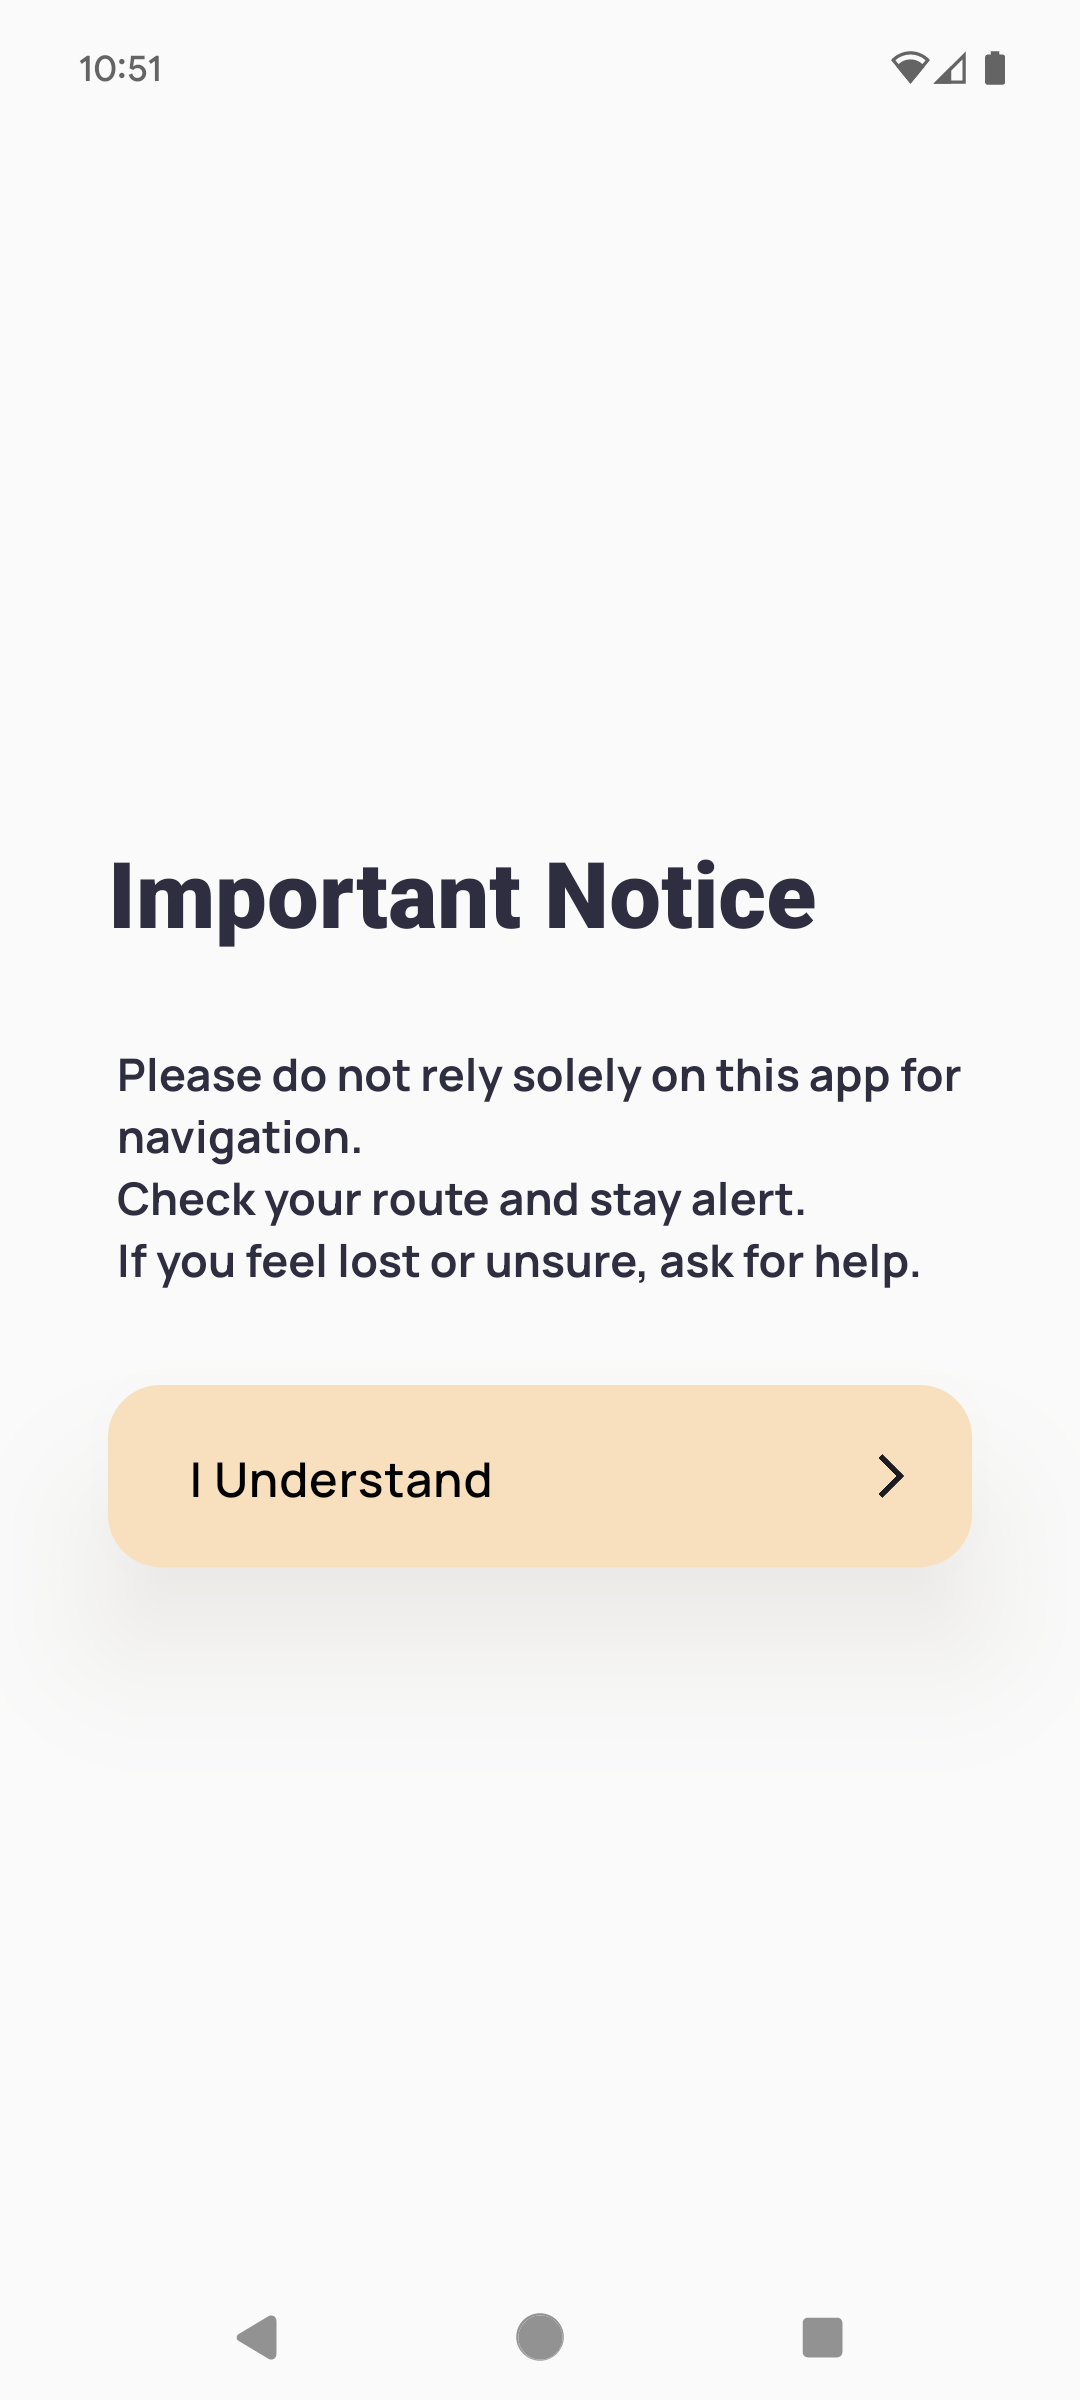 10:51
Important Notice
Please do not rely solely on this app for
navigation.
Check your route and stay alert.
If you feel lost or unsure, ask for help.
I Understand